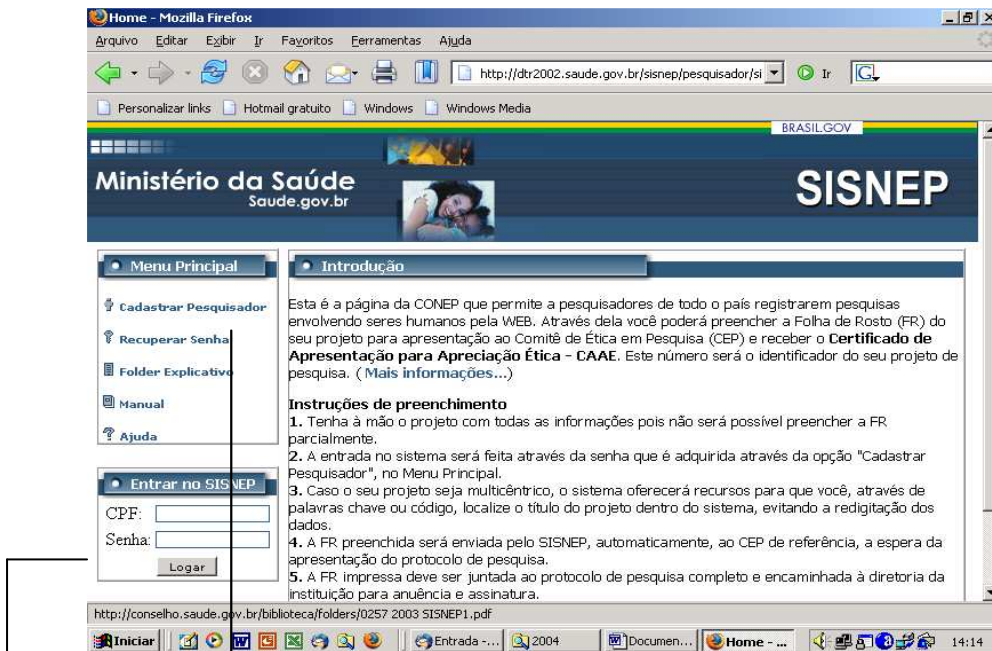 Home - Mozilla Firefox
Arquivo Editar Exibir Ir Favoritos Ferramentas Ajuda
http://dtr2002.saude.gov.br/sisnep/pesquisador/si Ir G
Personalizar links Hotmail gratuito Windows Windows Media
BRASIL.GOV
Ministério da Saúde
Saude.gov.br
SISNEP
Menu Principal
Cadastrar Pesquisador
Recuperar Senha
Folder Explicativo
Manual
Ajuda
Entrar no SISNEP
CPF:
Senha:
Logar
Introdução
Esta é a página da CONEP que permite a pesquisadores de todo o país registrarem pesquisas
envolvendo seres humanos pela WEB. Através dela você poderá preencher a Folha de Rosto (FR) do
seu projeto para apresentação ao Comitê de Ética em Pesquisa (CEP) e receber o Certificado de
Apresentação para Apreciação Ética - CAAE. Este número será o identificador do seu projeto de
pesquisa. (Mais informações...)
Instruções de preenchimento
1. Tenha à mão o projeto com todas as informações pois não será possível preencher a FR
parcialmente.
2. A entrada no sistema será feita através da senha que é adquirida através da opção "Cadastrar
Pesquisador", no Menu Principal.
3. Caso o seu projeto seja multicêntrico, o sistema oferecerá recursos para que você, através de
palavras chave ou código, localize o título do projeto dentro do sistema, evitando a redigitação dos
dados.
4. A FR preenchida será enviada pelo SISNEP, automaticamente, ao CEP de referência, a espera da
apresentação do protocolo de pesquisa.
5. A FR impressa deve ser juntada ao protocolo de pesquisa completo e encaminhada à diretoria da
instituição para anuência e assinatura.
http://conselho.saude.gov.br/biblioteca/folders/0257 2003 SISNEP1.pdf
Iniciar Entrada -... 2004 Documen... Home - ... 14:14